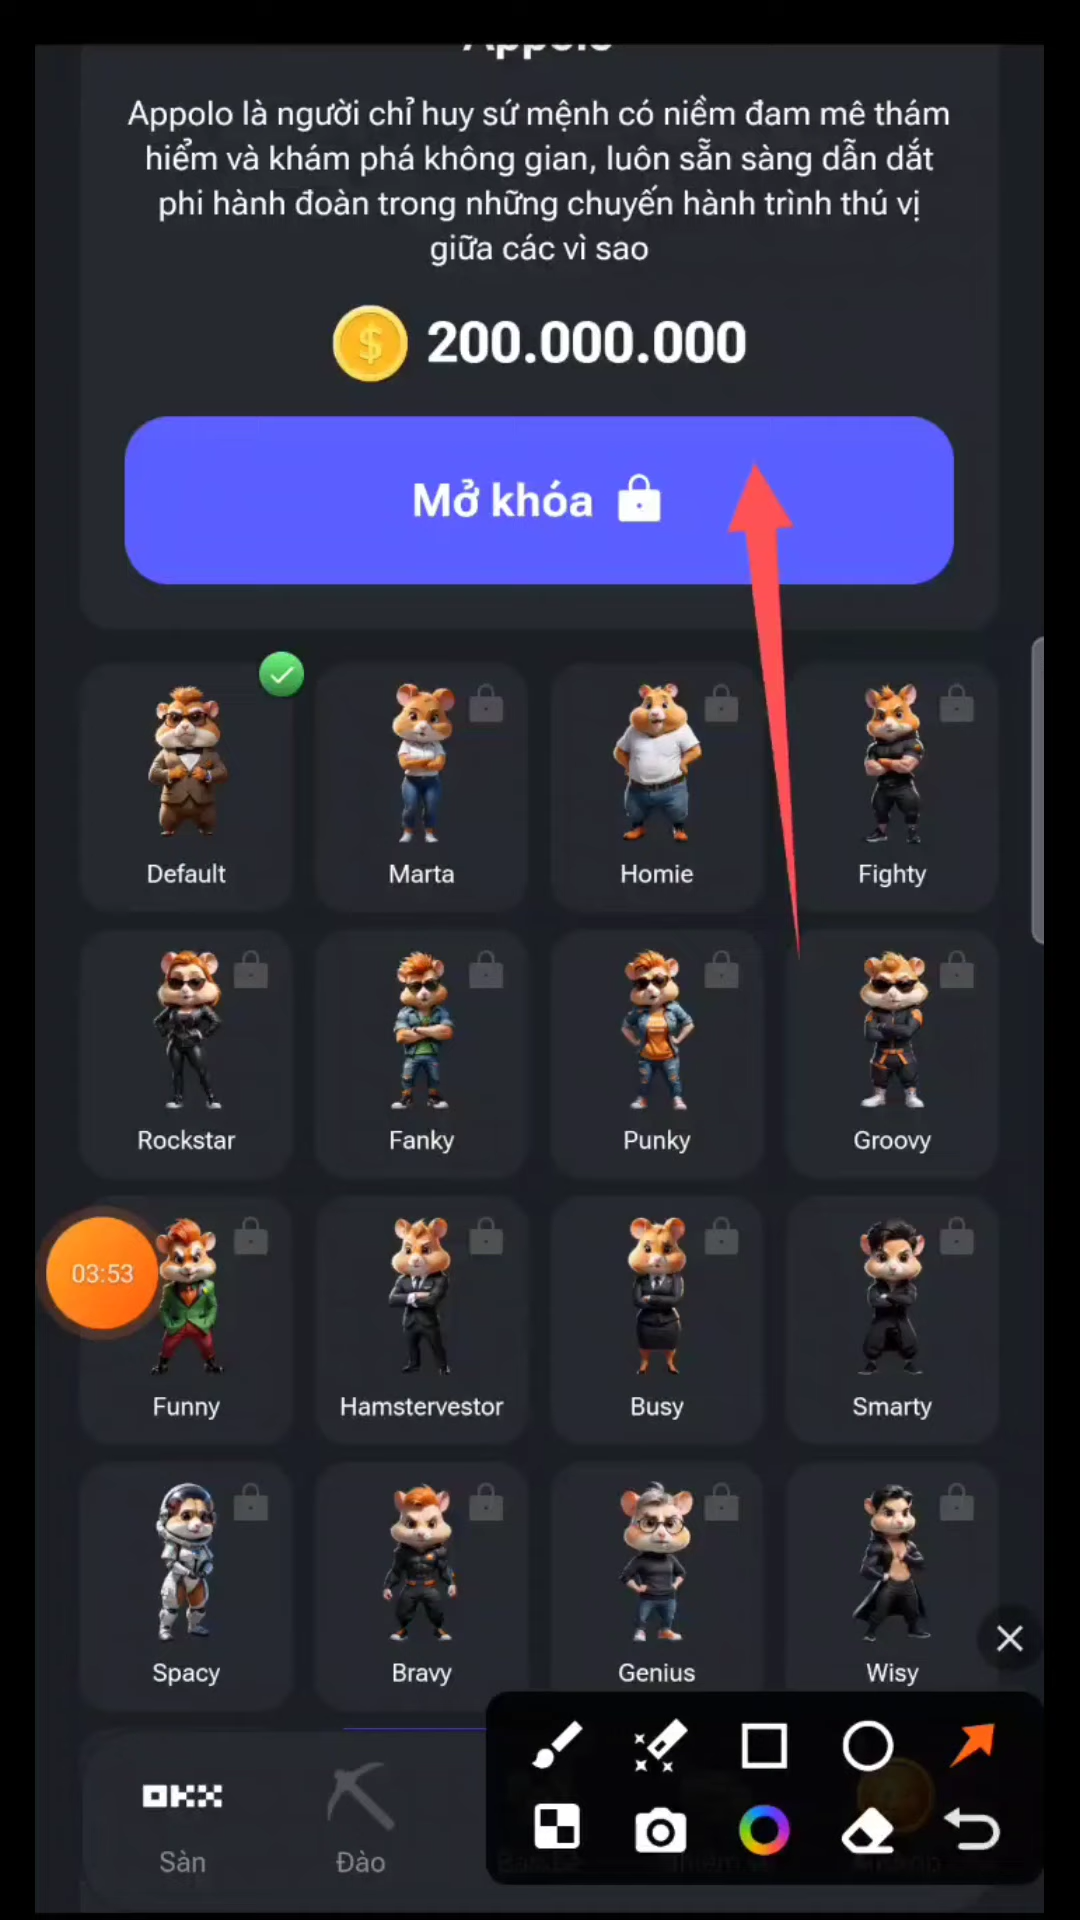 Appolo
Appolo là người chỉ huy sứ mệnh có niềm đam mê thám
hiểm và khám phá không gian, luôn sẵn sàng dẫn dắt
phi hành đoàn trong những chuyến hành trình thú vị
giữa các vì sao
200.000.000
Mở khóa
Default Marta Homie Fighty
Rockstar Fanky Punky Groovy
03:53
Funny Hamstervestor Busy Smarty
Spacy Bravy Genius Wisy
OKX
Sàn Đào